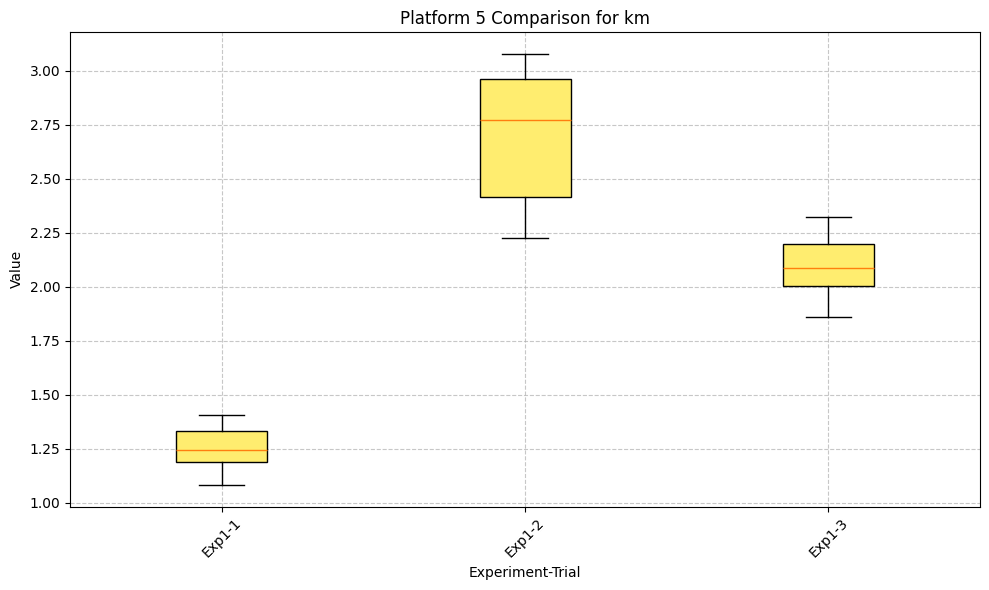 Platform 5 Comparison for km
Value
3.00
2.75
2.50
2.25
2.00
1.75
1.50
1.25
1.00
Exp1-1
Exp1-2
Exp1-3
Experiment-Trial